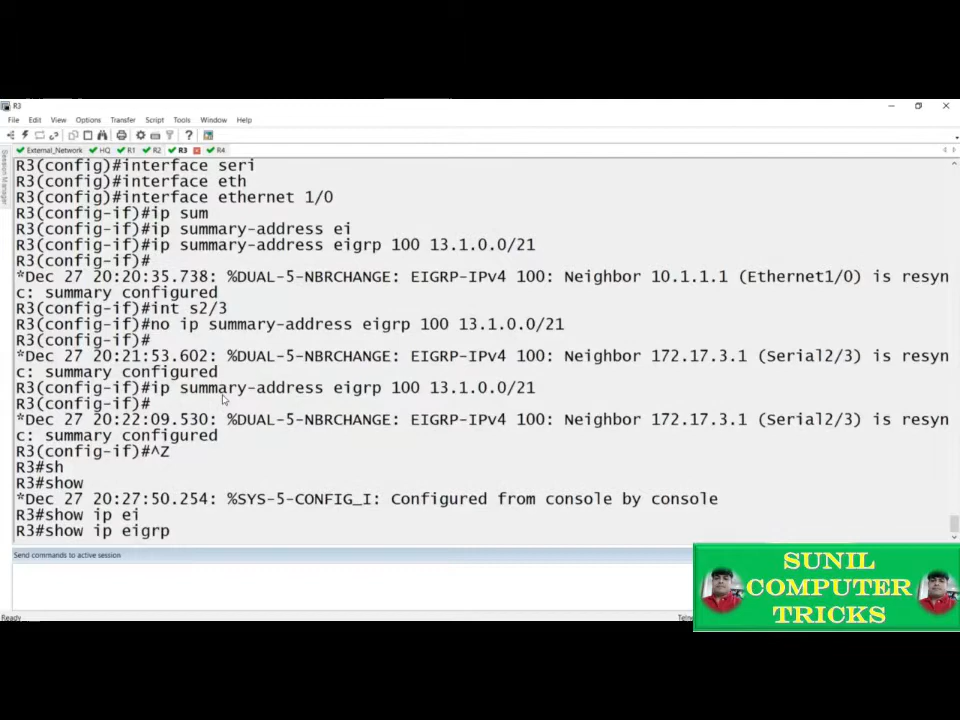 R3
File Edit View Options Transfer Script Tools Window Help
Session Manager
External_Network HQ R1 R2 R3 R4
R3(config)#interface seri
R3(config)#interface eth
R3(config)#interface ethernet 1/0
R3(config-if)#ip sum
R3(config-if)#ip summary-address ei
R3(config-if)#ip summary-address eigrp 100 13.1.0.0/21
R3(config-if)#
*Dec 27 20:20:35.738: %DUAL-5-NBRCHANGE: EIGRP-IPv4 100: Neighbor 10.1.1.1 (Ethernet1/0) is resyn
c: summary configured
R3(config-if)#int s2/3
R3(config-if)#no ip summary-address eigrp 100 13.1.0.0/21
R3(config-if)#
*Dec 27 20:21:53.602: %DUAL-5-NBRCHANGE: EIGRP-IPv4 100: Neighbor 172.17.3.1 (Serial2/3) is resyn
c: summary configured
R3(config-if)#ip summary-address eigrp 100 13.1.0.0/21
R3(config-if)#
*Dec 27 20:22:09.530: %DUAL-5-NBRCHANGE: EIGRP-IPv4 100: Neighbor 172.17.3.1 (Serial2/3) is resyn
c: summary configured
R3(config-if)#^Z
R3#sh
R3#show
*Dec 27 20:27:50.254: %SYS-5-CONFIG_I: Configured from console by console
R3#show ip ei
R3#show ip eigrp
Send commands to active session
Ready
SUNIL
COMPUTER
TRICKS